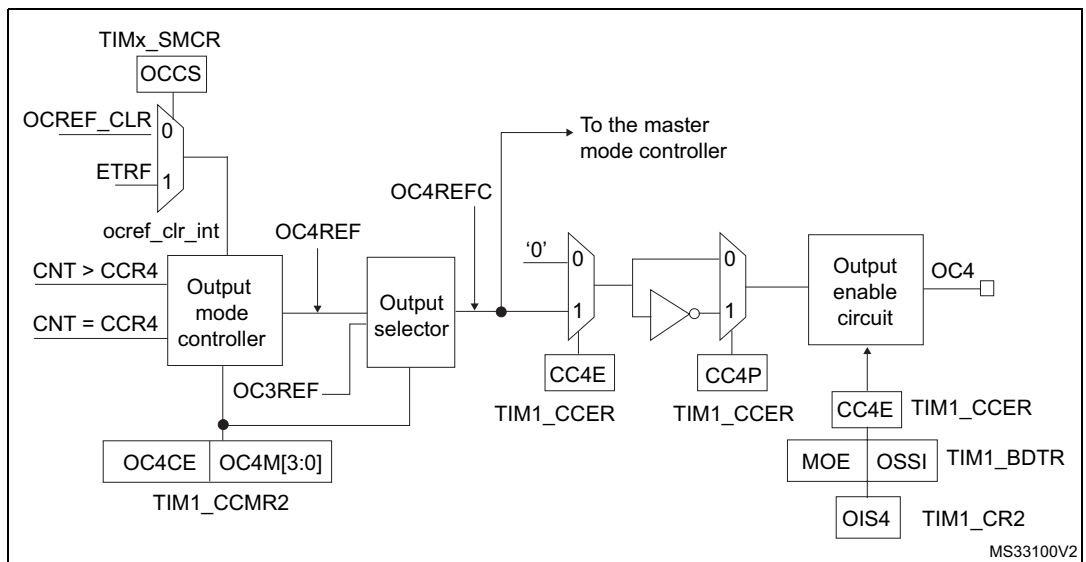 TIMx_SMCR
OCCS
OCREF_CLR
0
ETRF
1
ocref_clr_int
To the master
mode controller
OC4REFC
OC4REF
CNT > CCR4
CNT = CCR4
Output
mode
controller
Output
selector
OC3REF
‘0’
0
1
0
1
Output
enable
circuit
OC4
CC4E
TIM1_CCER
CC4P
TIM1_CCER
CC4E
TIM1_CCER
MOE
OSSI
TIM1_BDTR
OIS4
TIM1_CR2
OC4CE
OC4M[3:0]
TIM1_CCMR2
MS33100V2